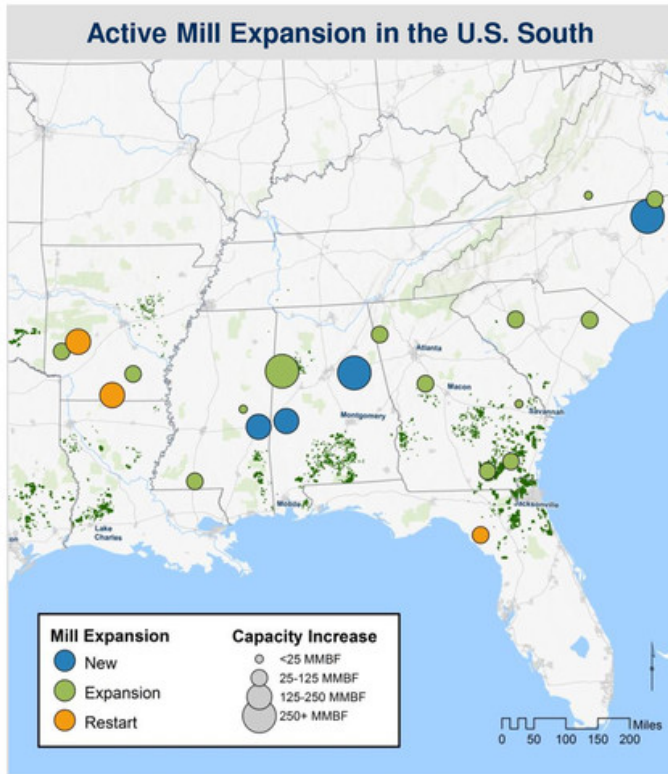 Active Mill Expansion in the U.S. South
Atlanta
Macon
Montgomery
Savannah
Mobile
Jacksonville
Lake
Charles
on
Mill Expansion
New
Expansion
Restart
Capacity Increase
<25 MMBF
25-125 MMBF
125-250 MMBF
250+ MMBF
Miles
0 50 100 150 200